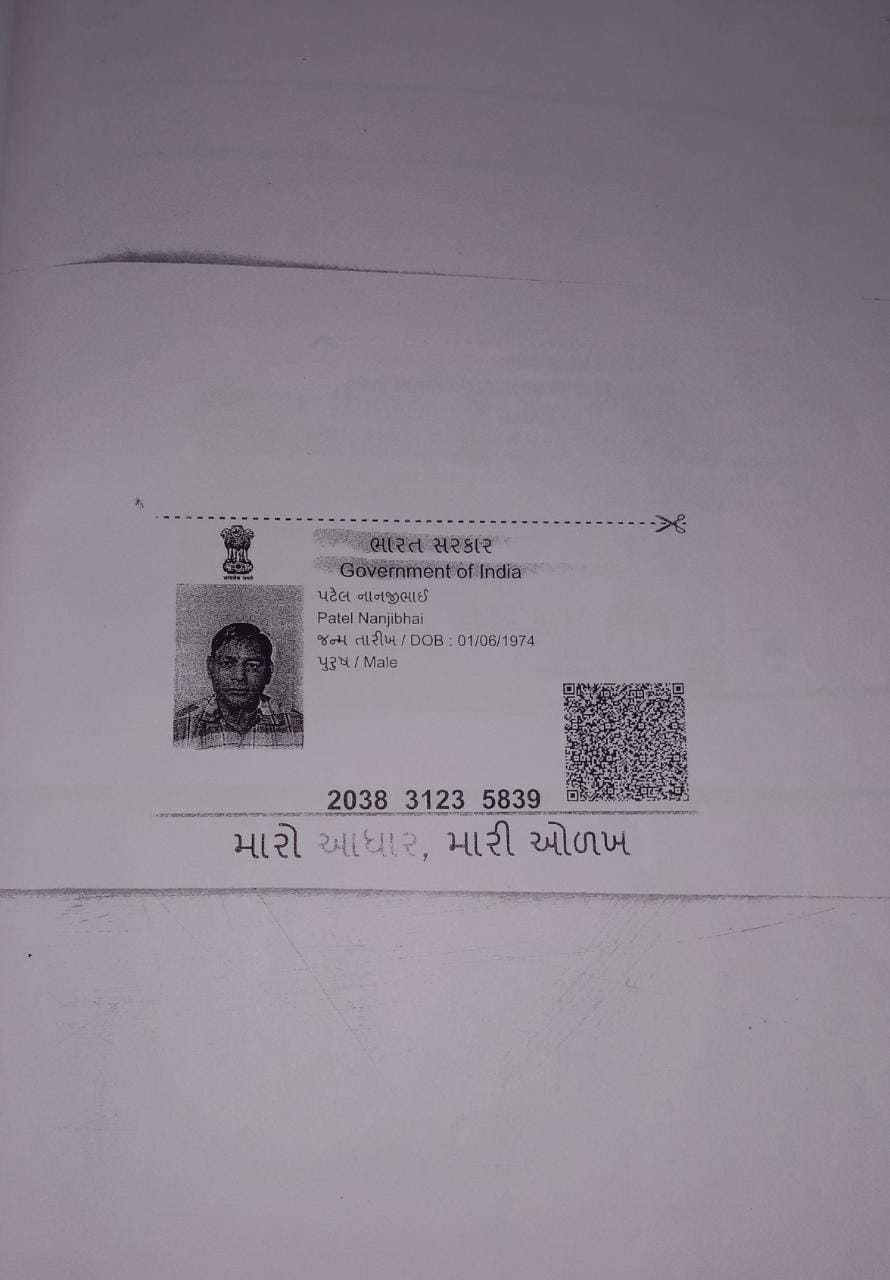 ભારત સરકાર
Government of India
પટેલ નાનજીભાઈ
Patel Nanjibhai
જન્મ તારીખ / DOB : 01/06/1974
પુરુષ / Male
2038 3123 5839
મારો આધાર, મારી ઓળખ